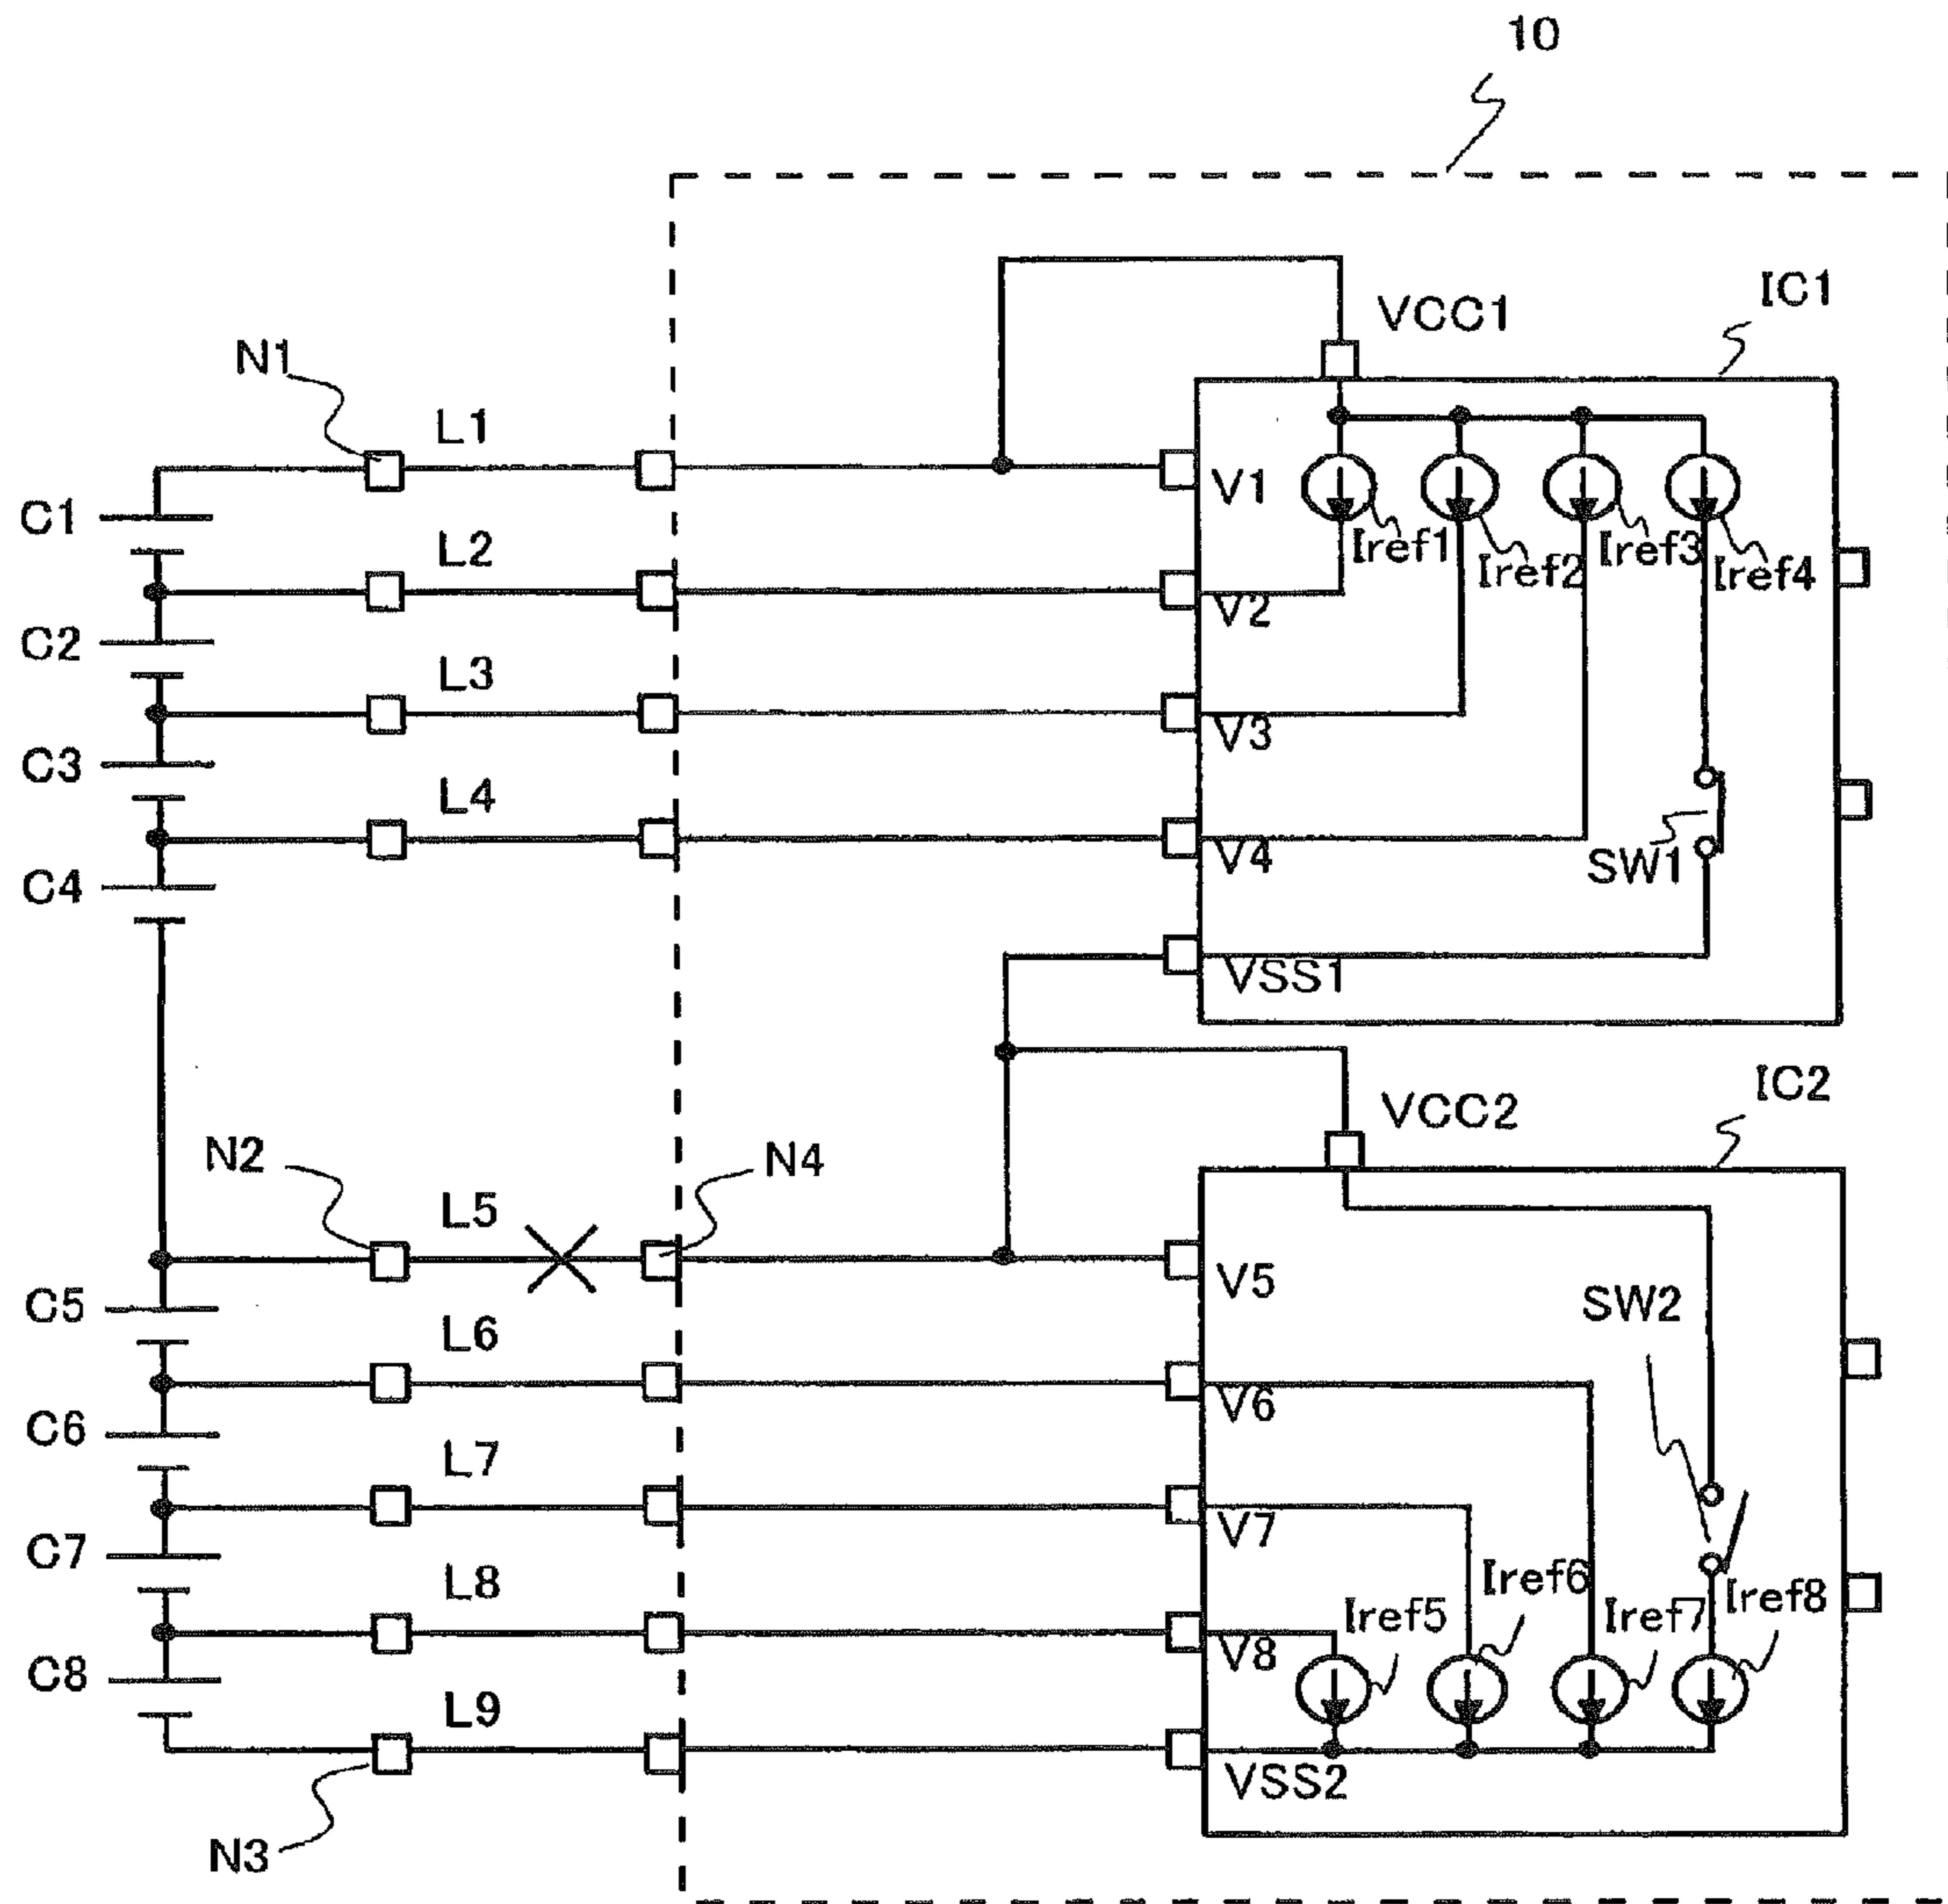 10
IC1
VCC1
N1
L1
V1
C1
Iref1
Iref2
Iref3
Iref4
L2
V2
C2
L3
V3
C3
L4
V4
SW1
C4
VSS1
IC2
VCC2
N2
N4
L5
V5
SW2
C5
L6
V6
C6
L7
V7
C7
Iref6
L8
Iref5
Iref7
Iref8
V8
C8
L9
VSS2
N3